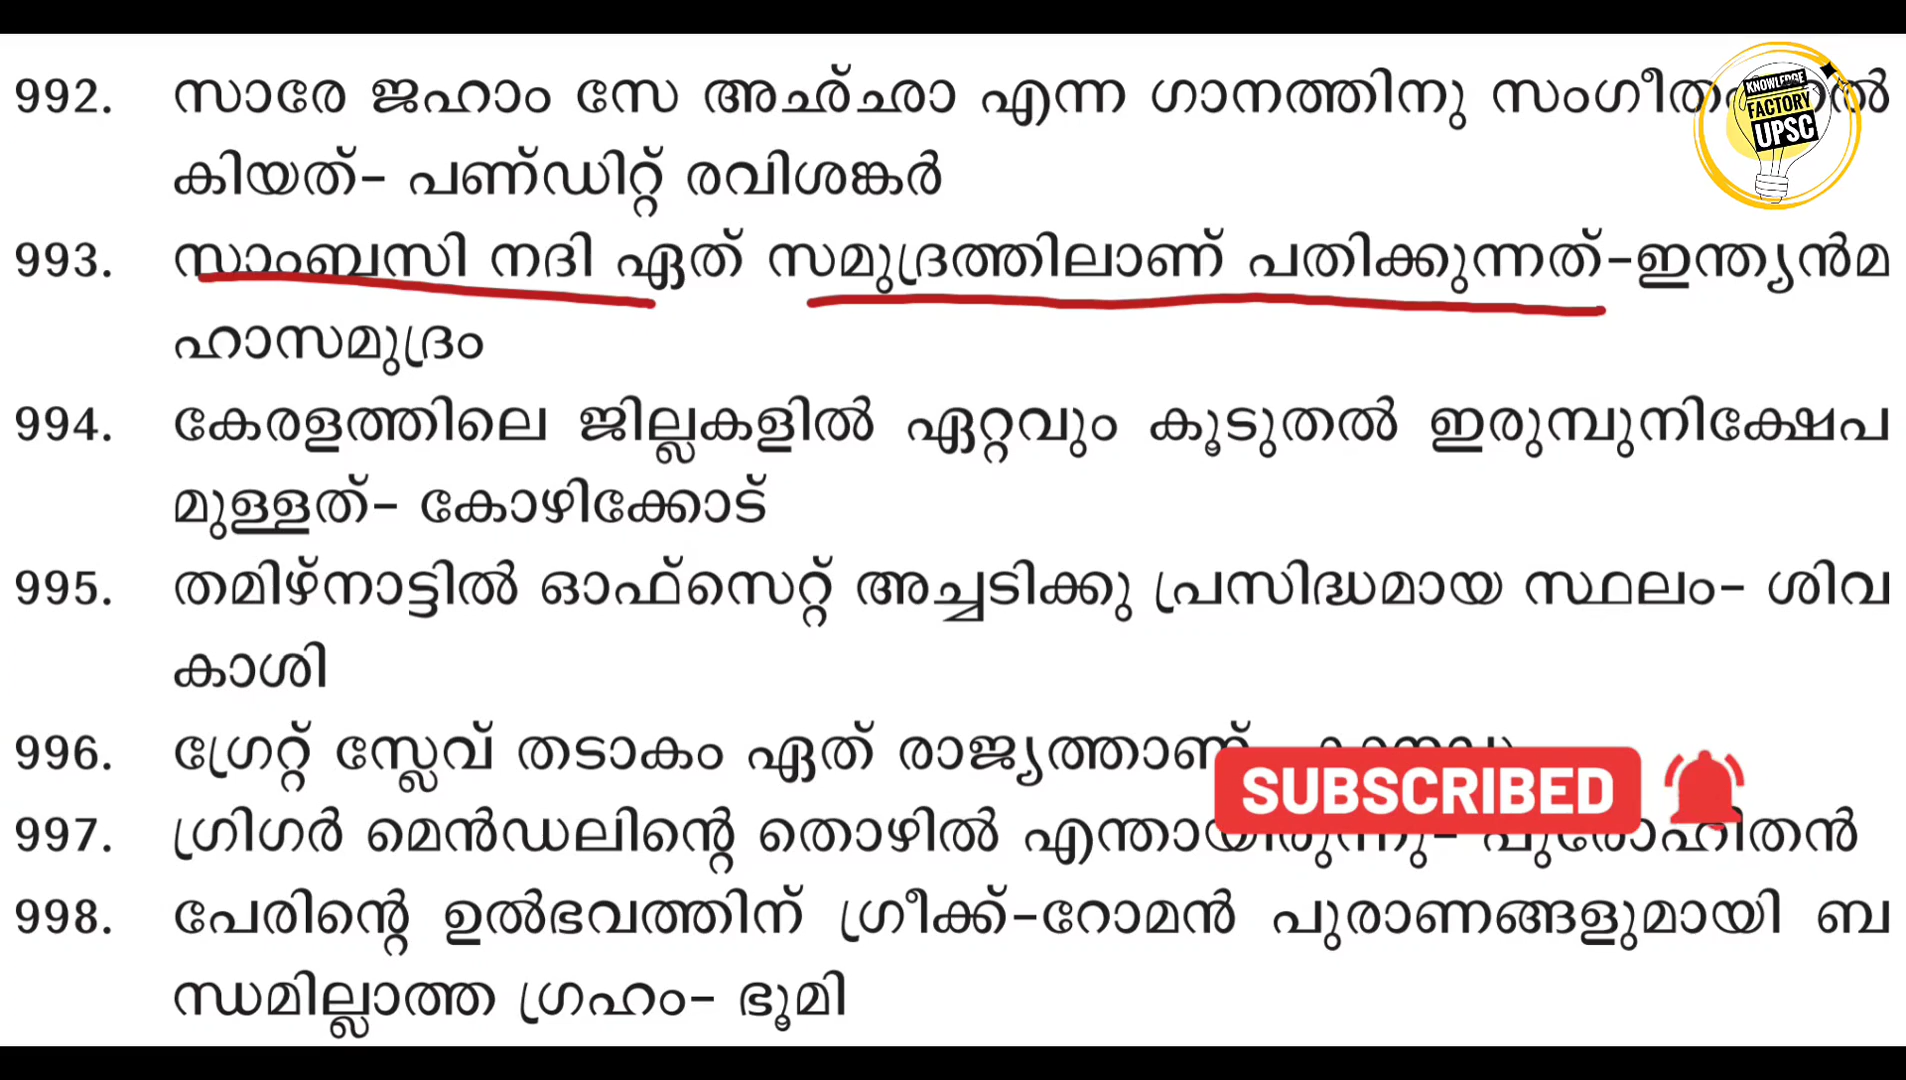 992. സാരേ ജഹാം സേ അഛ്ഛാ എന്ന ഗാനത്തിനു
കിയത്- പണ്ഡിറ്റ് രവിശങ്കർ
993. സാംബസി നദി ഏത് സമുദ്രത്തിലാണ് പതിക്കുന്നത്-ഇന്ത്യൻമ
ഹാസമുദ്രം
994. കേരളത്തിലെ ജില്ലകളിൽ ഏറ്റവും കൂടുതൽ ഇരുമ്പുനിക്ഷേപ
മുള്ളത്- കോഴിക്കോട്
995. തമിഴ്നാട്ടിൽ ഓഫ്സെറ്റ് അച്ചടിക്കു പ്രസിദ്ധമായ സ്ഥലം- ശിവ
കാശി
996. ഗ്രേറ്റ് സ്ലേവ് തടാകം ഏത് രാജ്യത്താണ്
997. ഗ്രിഗർ മെൻഡലിന്റെ തൊഴിൽ എന്തായിരുന്നു- പുരോഹിതൻ
998. പേരിന്റെ ഉൽഭവത്തിന് ഗ്രീക്ക്-റോമൻ പുരാണങ്ങളുമായി ബ
ന്ധമില്ലാത്ത ഗ്രഹം- ഭൂമി
KNOWLEDGE
FACTORY
UPSC
SUBSCRIBED